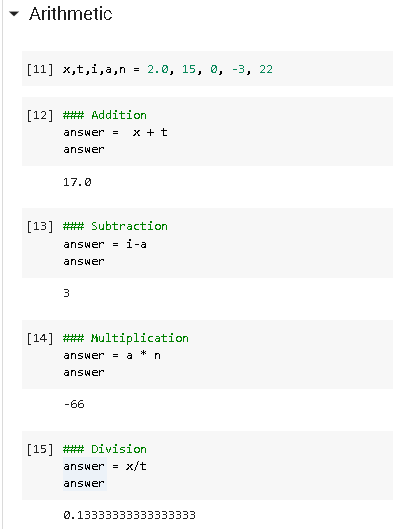 Arithmetic
[11] x,t,i,a,n = 2.0, 15, 0, -3, 22
[12] ### Addition
answer =  x + t
answer
17.0
[13] ### Subtraction
answer = i-a
answer
3
[14] ### Multiplication
answer = a * n
answer
-66
[15] ### Division
answer = x/t
answer
0.13333333333333333